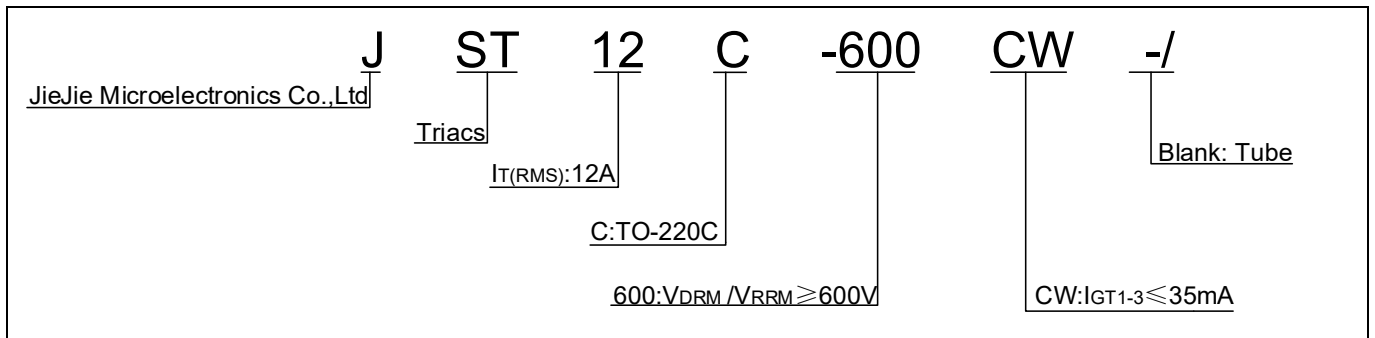 J ST 12 C -600 CW -/
JieJie Microelectronics Co.,Ltd
Triacs
Blank: Tube
IT(RMS):12A
C:TO-220C
600:VDRM /VRRM≥600V
CW:IGT1-3≤35mA